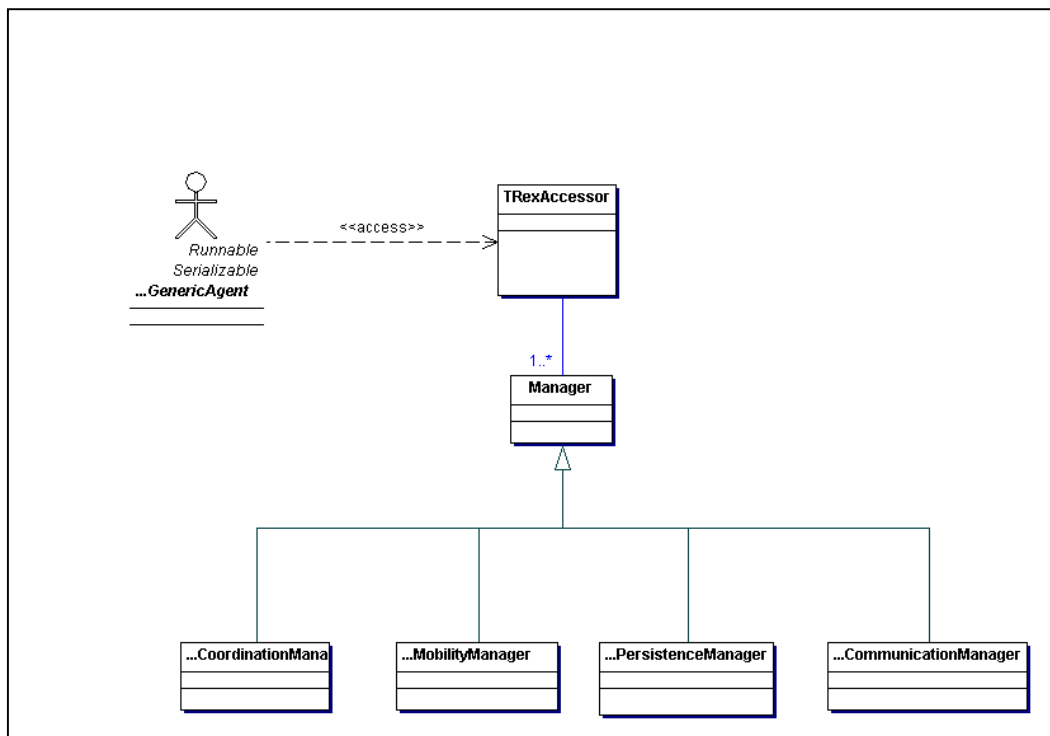 TRexAccessor
<<access>>
Runnable
Serializable
...GenericAgent
1..*
Manager
...CoordinationMana
...MobilityManager
...PersistenceManager
...CommunicationManager